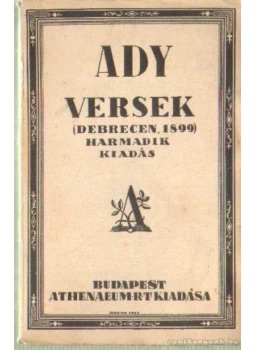 ADY
VERSEK
(DEBRECEN, 1899)
HARMADIK
KIADÁS
A
BUDAPEST
ATHENAEUM·R·T·KIADÁSA